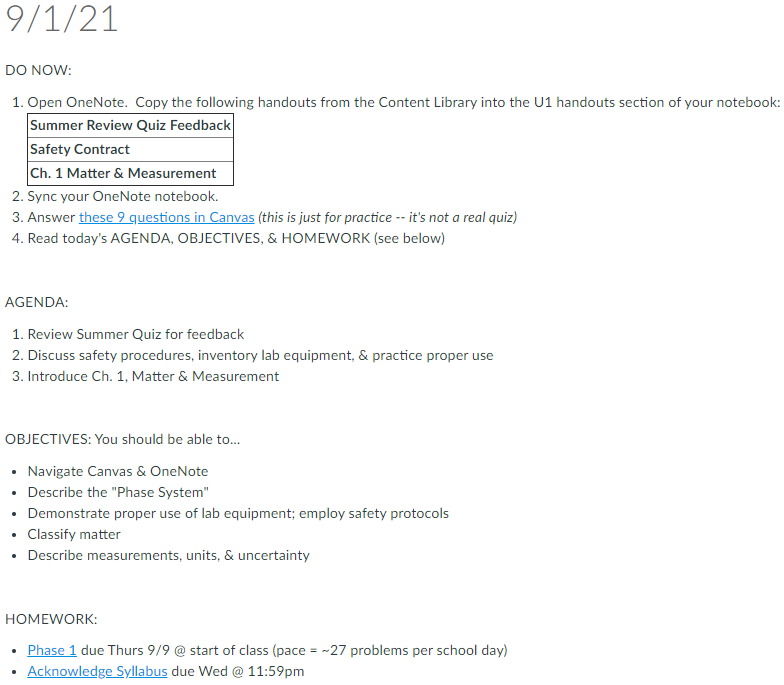 9/1/21
DO NOW:
1. Open OneNote.  Copy the following handouts from the Content Library into the U1 handouts section of your notebook:
Summer Review Quiz Feedback
Safety Contract
Ch. 1 Matter & Measurement
2. Sync your OneNote notebook.
3. Answer these 9 questions in Canvas (this is just for practice -- it's not a real quiz)
4. Read today's AGENDA, OBJECTIVES, & HOMEWORK (see below)
AGENDA:
1. Review Summer Quiz for feedback
2. Discuss safety procedures, inventory lab equipment, & practice proper use
3. Introduce Ch. 1, Matter & Measurement
OBJECTIVES: You should be able to...
• Navigate Canvas & OneNote
• Describe the "Phase System"
• Demonstrate proper use of lab equipment; employ safety protocols
• Classify matter
• Describe measurements, units, & uncertainty
HOMEWORK:
• Phase 1 due Thurs 9/9 @ start of class (pace = ~27 problems per school day)
• Acknowledge Syllabus due Wed @ 11:59pm